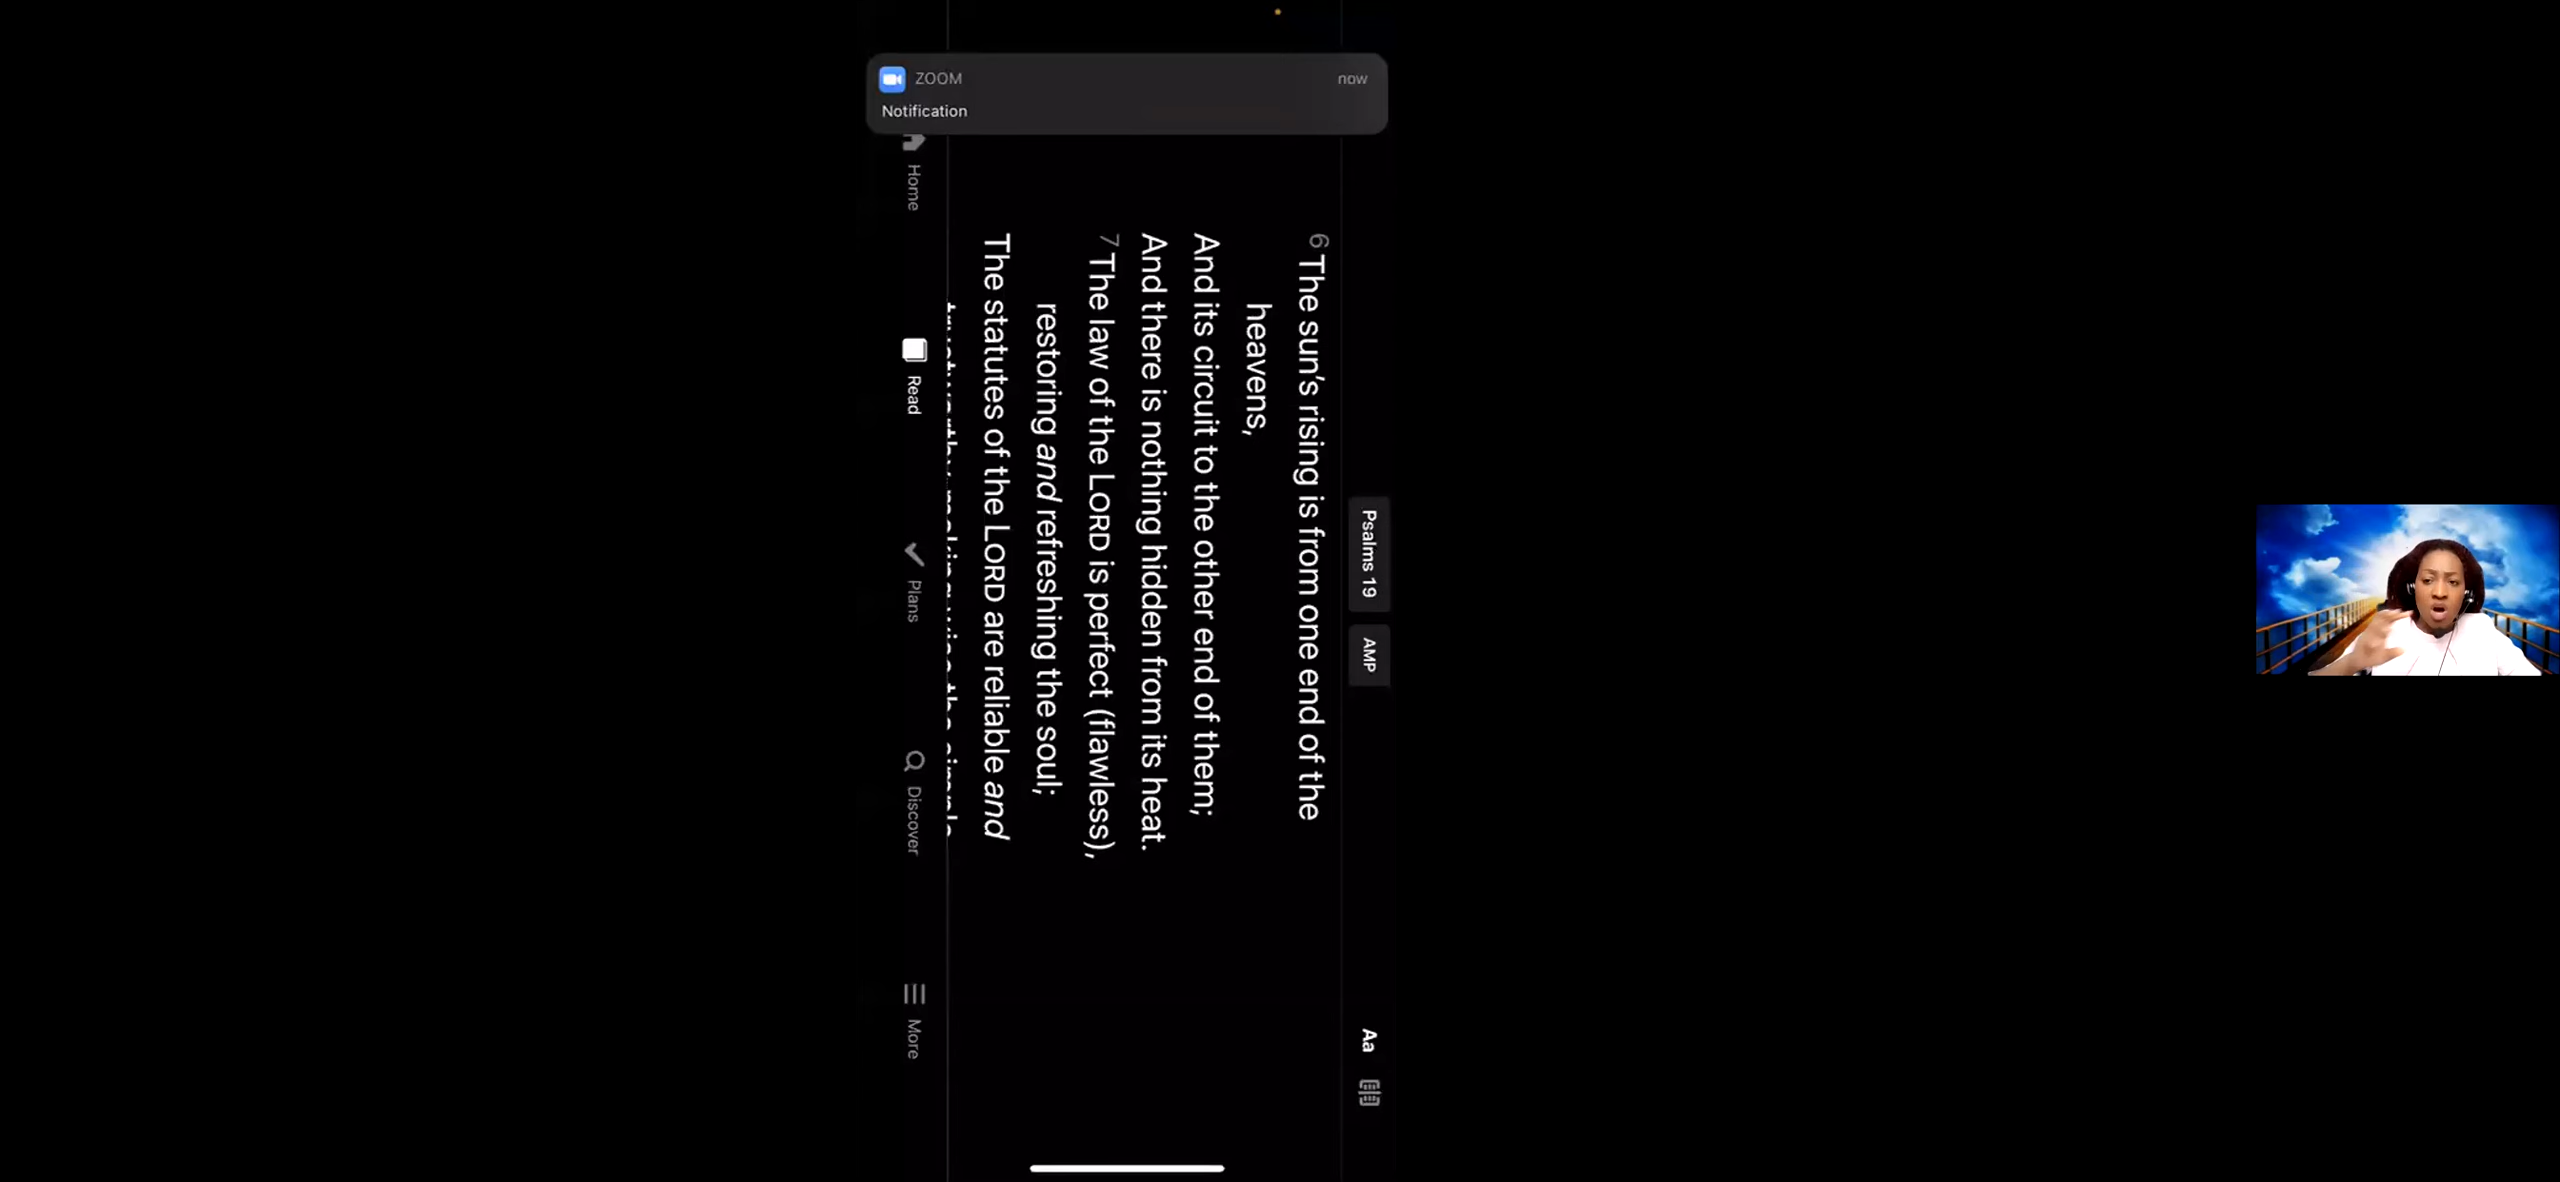 ZOOM
now
Notification
Psalms 19
AMP
Aa
6 The sun's rising is from one end of the
heavens,
And its circuit to the other end of them;
And there is nothing hidden from its heat.
7 The law of the LORD is perfect (flawless),
restoring and refreshing the soul;
The statutes of the LORD are reliable and
Home
Read
Plans
Discover
More